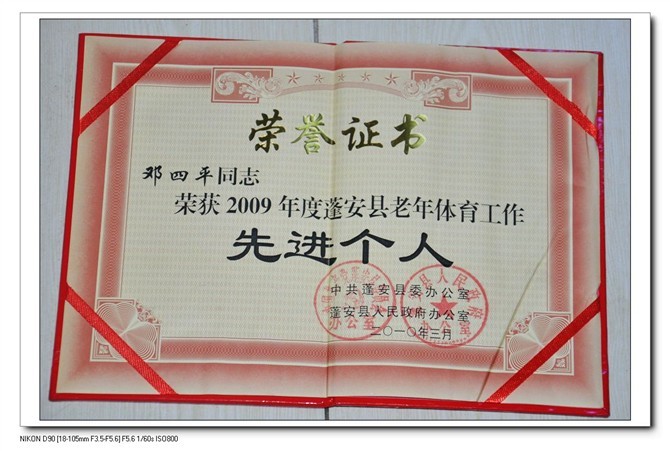 荣誉证书
邓四平同志
荣获2009年度蓬安县老年体育工作
先进个人
中共蓬安县委办公室
蓬安县人民政府办公室
二〇一〇年三月
NIKON D90 [18-105mm F3.5-F5.6] F5.6 1/60s ISO800